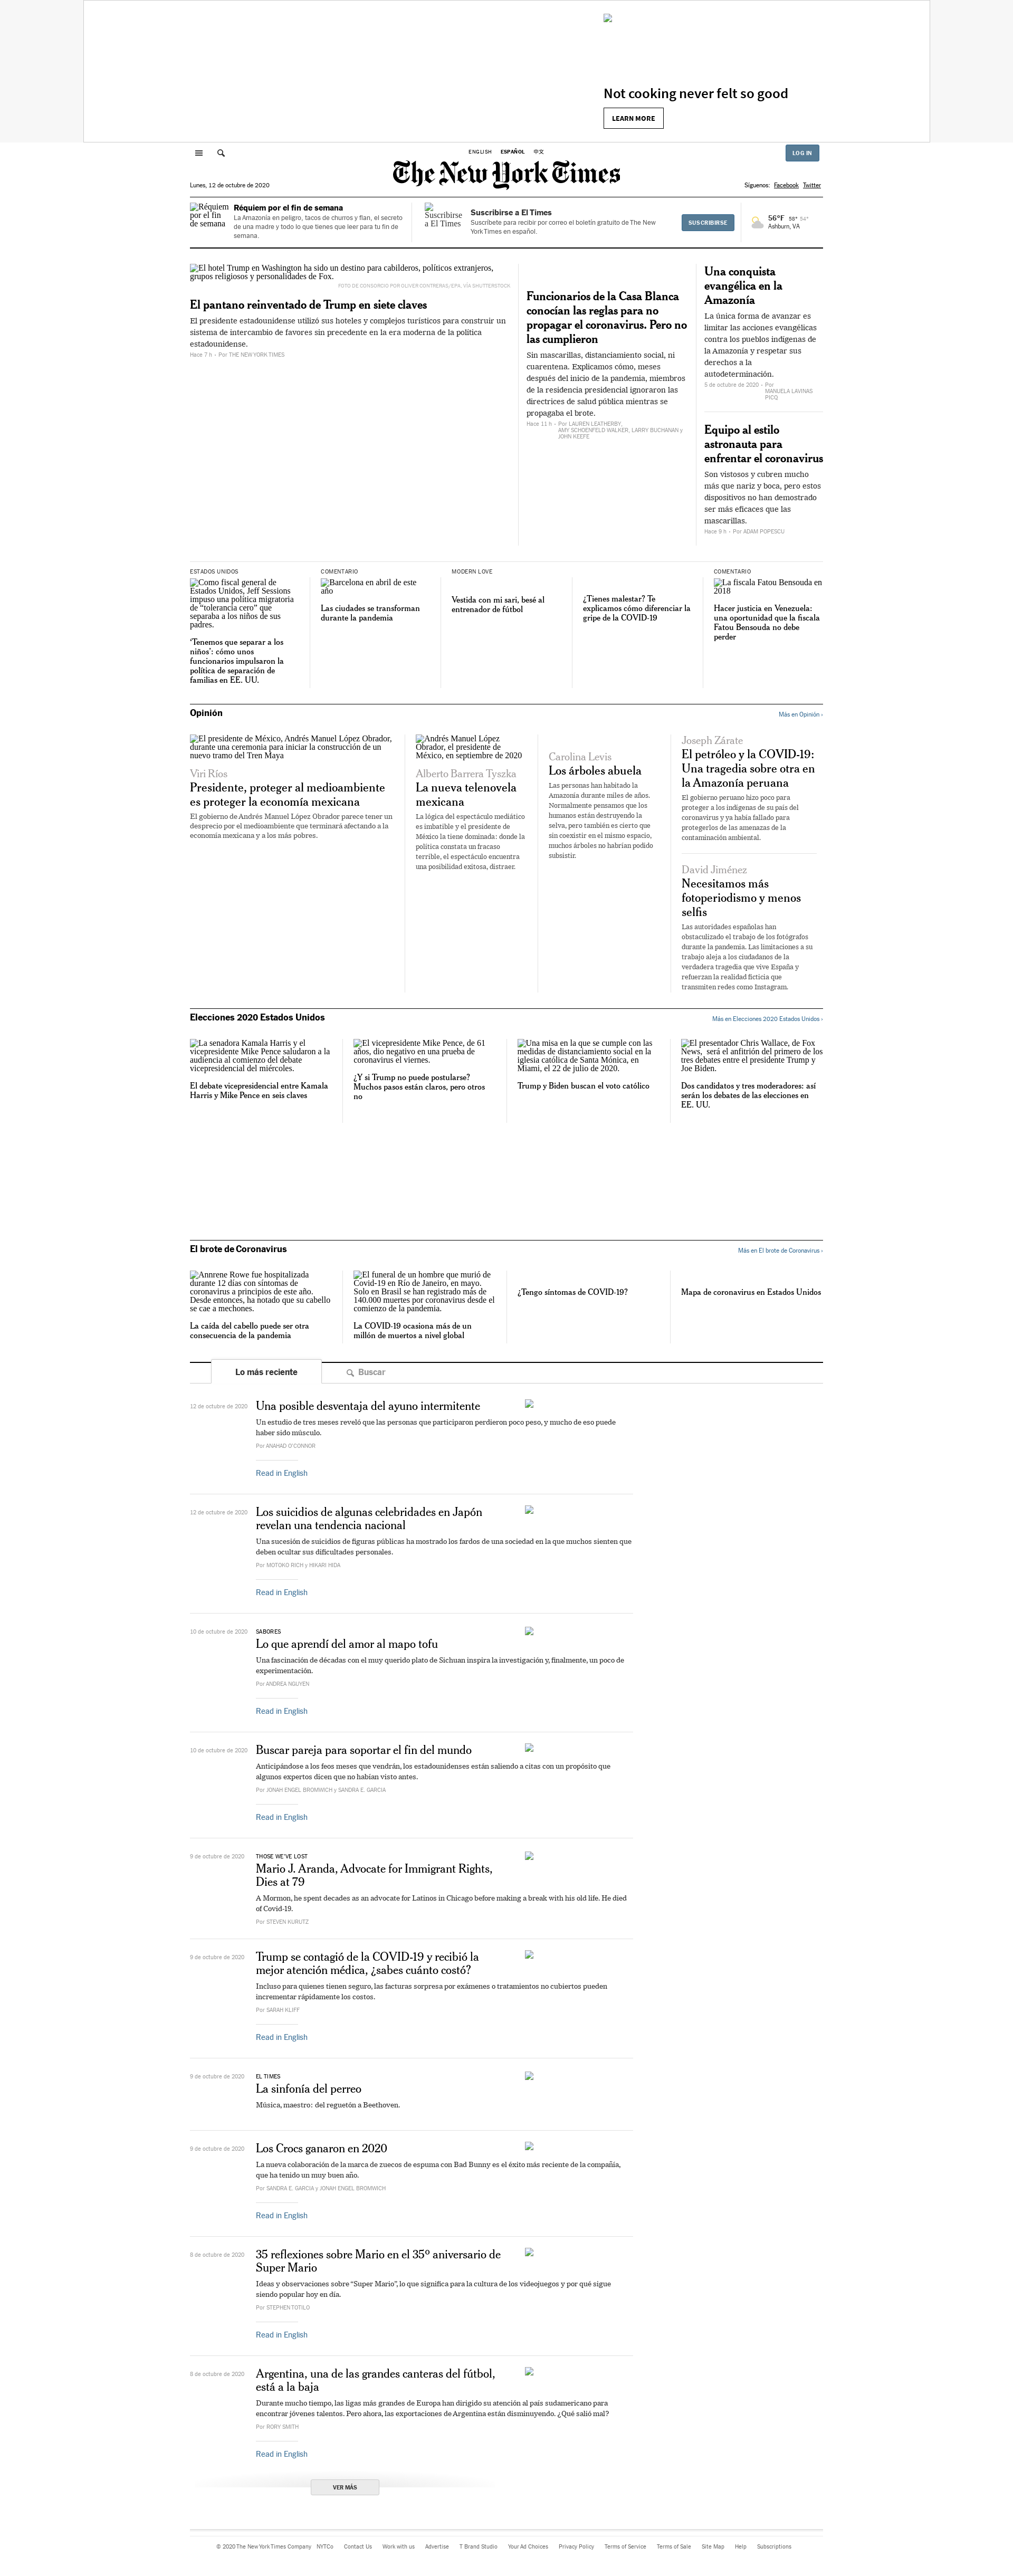 Not cooking never felt so good
LEARN MORE
ENGLISH ESPAÑOL 中文
LOG IN
The New York Times
Lunes, 12 de octubre de 2020
Síguenos: Facebook Twitter
Réquiem por el fin de semana
Réquiem por el fin de semana
La Amazonía en peligro, tacos de churros y flan, el secreto
de una madre y todo lo que tienes que leer para tu fin de
semana.
Suscribirse a El Times
Suscribirse a El Times
Suscríbete para recibir por correo el boletín gratuito de The New
York Times en español.
SUSCRIBIRSE
56°F 58° 54°
Ashburn, VA
El hotel Trump en Washington ha sido un destino para cabilderos, políticos extranjeros,
grupos religiosos y personalidades de Fox.
FOTO DE CONSORCIO POR OLIVER CONTRERAS/EPA, VÍA SHUTTERSTOCK
El pantano reinventado de Trump en siete claves
El presidente estadounidense utilizó sus hoteles y complejos turísticos para construir un
sistema de intercambio de favores sin precedente en la era moderna de la política
estadounidense.
Hace 7 h - Por THE NEW YORK TIMES
Funcionarios de la Casa Blanca
conocían las reglas para no
propagar el coronavirus. Pero no
las cumplieron
Sin mascarillas, distanciamiento social, ni
cuarentena. Explicamos cómo, meses
después del inicio de la pandemia, miembros
de la residencia presidencial ignoraron las
directrices de salud pública mientras se
propagaba el brote.
Hace 11 h - Por LAUREN LEATHERBY,
AMY SCHOENFELD WALKER, LARRY BUCHANAN y
JOHN KEEFE
Una conquista
evangélica en la
Amazonía
La única forma de avanzar es
limitar las acciones evangélicas
contra los pueblos indígenas de
la Amazonía y respetar sus
derechos a la
autodeterminación.
5 de octubre de 2020 - Por
MANUELA LAVINAS
PICQ
Equipo al estilo
astronauta para
enfrentar el coronavirus
Son vistosos y cubren mucho
más que nariz y boca, pero estos
dispositivos no han demostrado
ser más eficaces que las
mascarillas.
Hace 9 h - Por ADAM POPESCU
ESTADOS UNIDOS
Como fiscal general de
Estados Unidos, Jeff Sessions
impuso una política migratoria
de “tolerancia cero” que
separaba a los niños de sus
padres.
‘Tenemos que separar a los
niños’: cómo unos
funcionarios impulsaron la
política de separación de
familias en EE. UU.
COMENTARIO
Barcelona en abril de este
año
Las ciudades se transforman
durante la pandemia
MODERN LOVE
Vestida con mi sari, besé al
entrenador de fútbol
¿Tienes malestar? Te
explicamos cómo diferenciar la
gripe de la COVID-19
COMENTARIO
La fiscala Fatou Bensouda en
2018
Hacer justicia en Venezuela:
una oportunidad que la fiscala
Fatou Bensouda no debe
perder
Opinión
Más en Opinión ›
El presidente de México, Andrés Manuel López Obrador,
durante una ceremonia para iniciar la construcción de un
nuevo tramo del Tren Maya
Viri Ríos
Presidente, proteger al medioambiente
es proteger la economía mexicana
El gobierno de Andrés Manuel López Obrador parece tener un
desprecio por el medioambiente que terminará afectando a la
economía mexicana y a los más pobres.
Andrés Manuel López
Obrador, el presidente de
México, en septiembre de 2020
Alberto Barrera Tyszka
La nueva telenovela
mexicana
La lógica del espectáculo mediático
es imbatible y el presidente de
México la tiene dominada: donde la
política constata un fracaso
terrible, el espectáculo encuentra
una posibilidad exitosa, distraer.
Carolina Levis
Los árboles abuela
Las personas han habitado la
Amazonía durante miles de años.
Normalmente pensamos que los
humanos están destruyendo la
selva, pero también es cierto que
sin coexistir en el mismo espacio,
muchos árboles no habrían podido
subsistir.
Joseph Zárate
El petróleo y la COVID-19:
Una tragedia sobre otra en
la Amazonía peruana
El gobierno peruano hizo poco para
proteger a los indígenas de su país del
coronavirus y ya había fallado para
protegerlos de las amenazas de la
contaminación ambiental.
David Jiménez
Necesitamos más
fotoperiodismo y menos
selfis
Las autoridades españolas han
obstaculizado el trabajo de los fotógrafos
durante la pandemia. Las limitaciones a su
trabajo aleja a los ciudadanos de la
verdadera tragedia que vive España y
refuerzan la realidad ficticia que
transmiten redes como Instagram.
Elecciones 2020 Estados Unidos
Más en Elecciones 2020 Estados Unidos ›
La senadora Kamala Harris y el
vicepresidente Mike Pence saludaron a la
audiencia al comienzo del debate
vicepresidencial del miércoles.
El debate vicepresidencial entre Kamala
Harris y Mike Pence en seis claves
El vicepresidente Mike Pence, de 61
años, dio negativo en una prueba de
coronavirus el viernes.
¿Y si Trump no puede postularse?
Muchos pasos están claros, pero otros
no
Una misa en la que se cumple con las
medidas de distanciamiento social en la
iglesia católica de Santa Mónica, en
Miami, el 22 de julio de 2020.
Trump y Biden buscan el voto católico
El presentador Chris Wallace, de Fox
News, será el anfitrión del primero de los
tres debates entre el presidente Trump y
Joe Biden.
Dos candidatos y tres moderadores: así
serán los debates de las elecciones en
EE. UU.
El brote de Coronavirus
Más en El brote de Coronavirus ›
Annrene Rowe fue hospitalizada
durante 12 días con síntomas de
coronavirus a principios de este año.
Desde entonces, ha notado que su cabello
se cae a mechones.
La caída del cabello puede ser otra
consecuencia de la pandemia
El funeral de un hombre que murió de
Covid-19 en Río de Janeiro, en mayo.
Solo en Brasil se han registrado más de
140.000 muertes por coronavirus desde el
comienzo de la pandemia.
La COVID-19 ocasiona más de un
millón de muertos a nivel global
¿Tengo síntomas de COVID-19?
Mapa de coronavirus en Estados Unidos
Lo más reciente
Buscar
12 de octubre de 2020
Una posible desventaja del ayuno intermitente
Un estudio de tres meses reveló que las personas que participaron perdieron poco peso, y mucho de eso puede
haber sido músculo.
Por ANAHAD O'CONNOR
Read in English
12 de octubre de 2020
Los suicidios de algunas celebridades en Japón
revelan una tendencia nacional
Una sucesión de suicidios de figuras públicas ha mostrado los fardos de una sociedad en la que muchos sienten que
deben ocultar sus dificultades personales.
Por MOTOKO RICH y HIKARI HIDA
Read in English
10 de octubre de 2020
SABORES
Lo que aprendí del amor al mapo tofu
Una fascinación de décadas con el muy querido plato de Sichuan inspira la investigación y, finalmente, un poco de
experimentación.
Por ANDREA NGUYEN
Read in English
10 de octubre de 2020
Buscar pareja para soportar el fin del mundo
Anticipándose a los feos meses que vendrán, los estadounidenses están saliendo a citas con un propósito que
algunos expertos dicen que no habían visto antes.
Por JONAH ENGEL BROMWICH y SANDRA E. GARCIA
Read in English
9 de octubre de 2020
THOSE WE'VE LOST
Mario J. Aranda, Advocate for Immigrant Rights,
Dies at 79
A Mormon, he spent decades as an advocate for Latinos in Chicago before making a break with his old life. He died
of Covid-19.
Por STEVEN KURUTZ
9 de octubre de 2020
Trump se contagió de la COVID-19 y recibió la
mejor atención médica, ¿sabes cuánto costó?
Incluso para quienes tienen seguro, las facturas sorpresa por exámenes o tratamientos no cubiertos pueden
incrementar rápidamente los costos.
Por SARAH KLIFF
Read in English
9 de octubre de 2020
EL TIMES
La sinfonía del perreo
Música, maestro: del reguetón a Beethoven.
9 de octubre de 2020
Los Crocs ganaron en 2020
La nueva colaboración de la marca de zuecos de espuma con Bad Bunny es el éxito más reciente de la compañía,
que ha tenido un muy buen año.
Por SANDRA E. GARCIA y JONAH ENGEL BROMWICH
Read in English
8 de octubre de 2020
35 reflexiones sobre Mario en el 35º aniversario de
Super Mario
Ideas y observaciones sobre “Super Mario”, lo que significa para la cultura de los videojuegos y por qué sigue
siendo popular hoy en día.
Por STEPHEN TOTILO
Read in English
8 de octubre de 2020
Argentina, una de las grandes canteras del fútbol,
está a la baja
Durante mucho tiempo, las ligas más grandes de Europa han dirigido su atención al país sudamericano para
encontrar jóvenes talentos. Pero ahora, las exportaciones de Argentina están disminuyendo. ¿Qué salió mal?
Por RORY SMITH
Read in English
VER MÁS
© 2020 The New York Times Company NYTCo Contact Us Work with us Advertise T Brand Studio Your Ad Choices Privacy Policy Terms of Service Terms of Sale Site Map Help Subscriptions